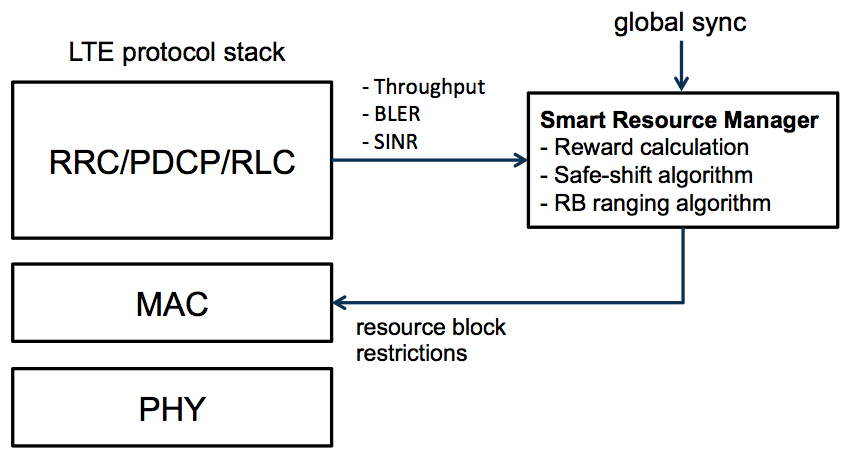 global sync
LTE protocol stack
RRC/PDCP/RLC
- Throughput
- BLER
- SINR
Smart Resource Manager
- Reward calculation
- Safe-shift algorithm
- RB ranging algorithm
MAC
resource block
restrictions
PHY